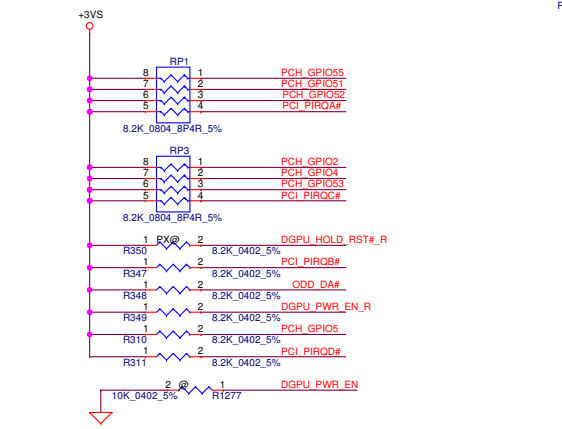 +3VS
RP1
8 1 PCH_GPIO55
7 2 PCH_GPIO51
6 3 PCH_GPIO52
5 4 PCI_PIRQA#
8.2K_0804_8P4R_5%
RP3
8 1 PCH_GPIO2
7 2 PCH_GPIO4
6 3 PCH_GPIO53
5 4 PCI_PIRQC#
8.2K_0804_8P4R_5%
1 PX@ 2 DGPU_HOLD_RST#_R
R350 8.2K_0402_5%
1 2 PCI_PIRQB#
R347 8.2K_0402_5%
1 2 ODD_DA#
R348 8.2K_0402_5%
1 2 DGPU_PWR_EN_R
R349 8.2K_0402_5%
1 2 PCH_GPIO5
R310 8.2K_0402_5%
1 2 PCI_PIRQD#
R311 8.2K_0402_5%
2 @ 1 DGPU_PWR_EN
10K_0402_5% R1277